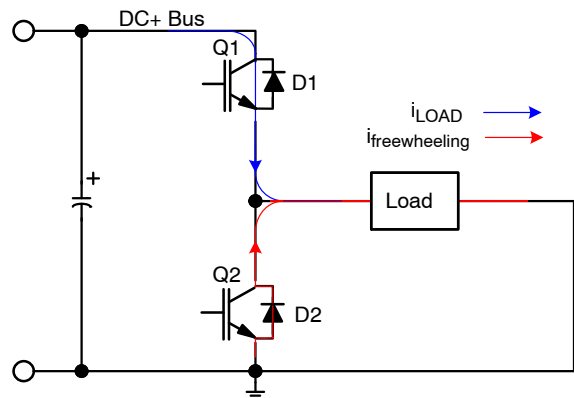 DC+ Bus
Q1
D1
iLOAD
ifreewheeling
+
Load
Q2
D2